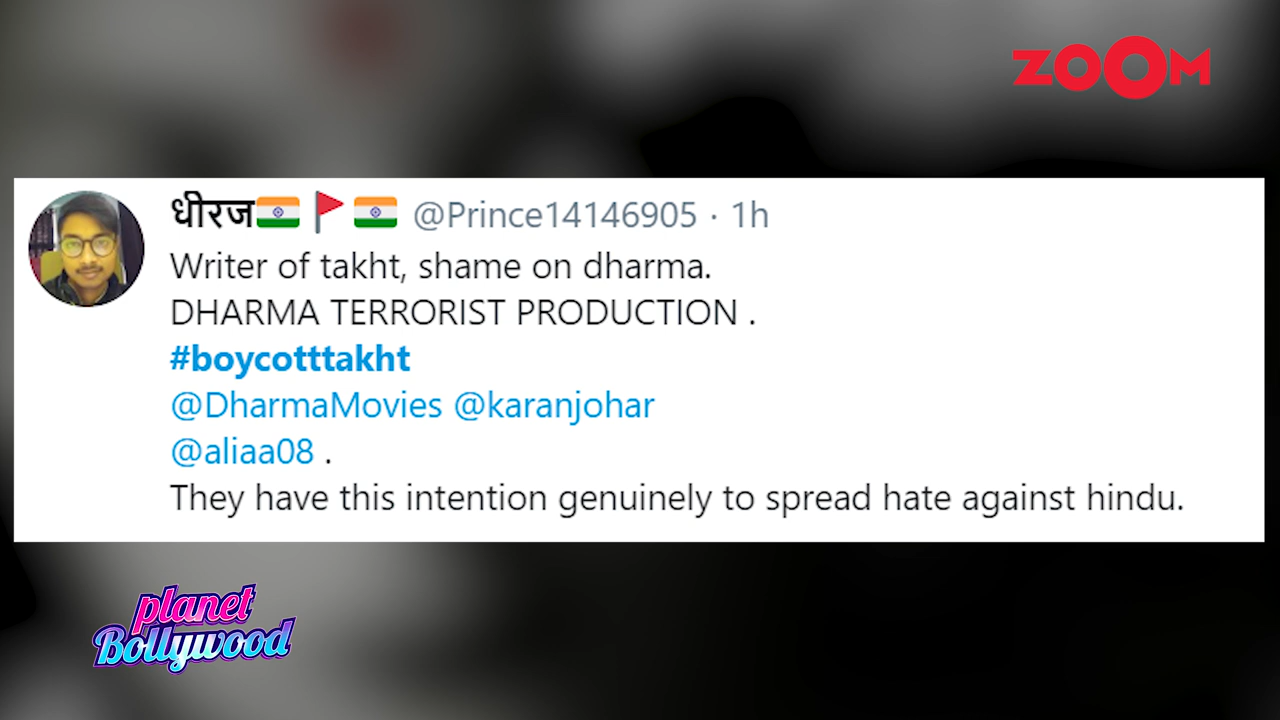 ZOOM
धीरज🇮🇳🚩🇮🇳 @Prince14146905 · 1h
Writer of takht, shame on dharma.
DHARMA TERRORIST PRODUCTION .
#boycotttakht
@DharmaMovies @karanjohar
@aliaa08 .
They have this intention genuinely to spread hate against hindu.
planet
Bollywood